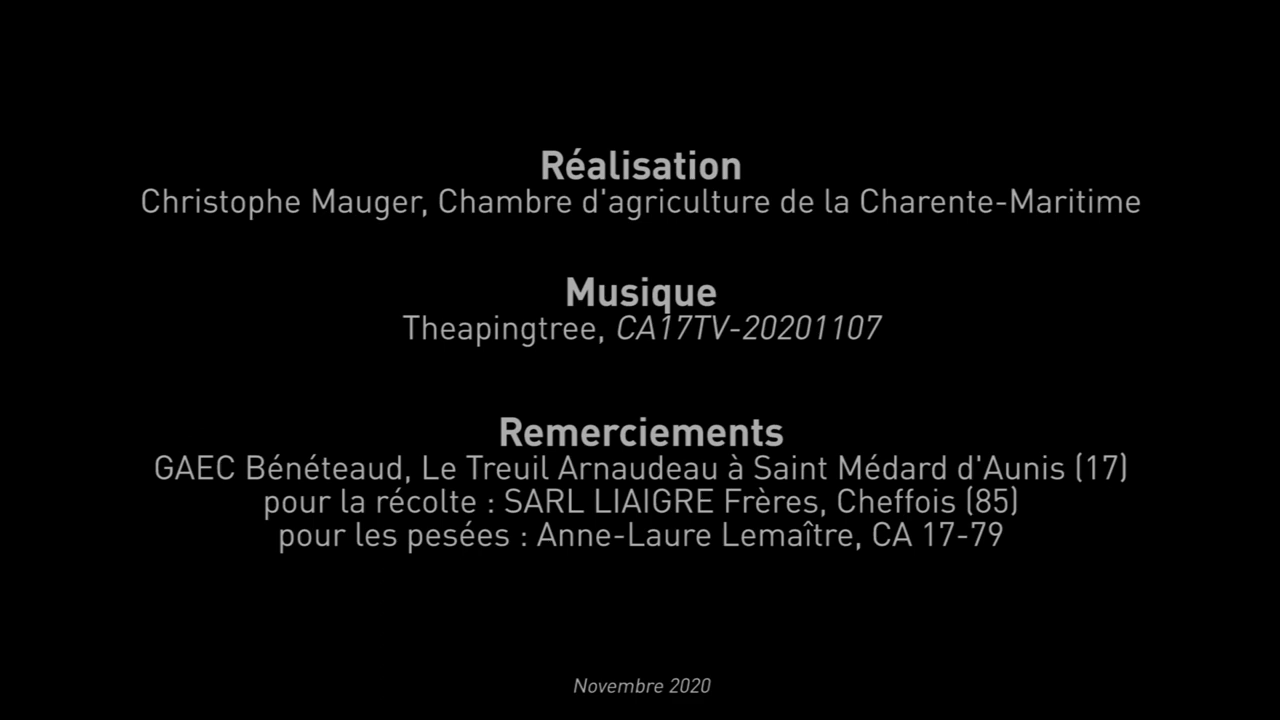 Réalisation
Christophe Mauger, Chambre d'agriculture de la Charente-Maritime
Musique
Theapingtree, CA17TV-20201107
Remerciements
GAEC Bénéteaud, Le Treuil Arnaudeau à Saint Médard d'Aunis (17)
pour la récolte : SARL LIAIGRE Frères, Cheffois (85)
pour les pesées : Anne-Laure Lemaître, CA 17-79
Novembre 2020